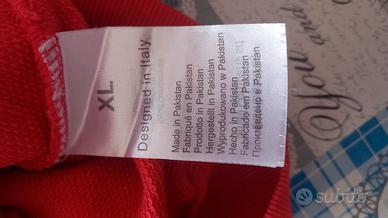 XL
Designed in Italy
Made in Pakistan
Fabriqué en Pakistan
Prodotto in Pakistan
Hergestellt in Pakistan
Wyprodukowano w Pakistan
Hecho in Pakistan
Fabricado em Pakistan
Произведено в Pakistan
subito